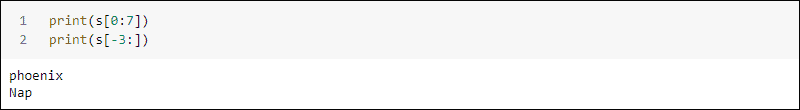 1 print(s[0:7])
2 print(s[-3:])
phoenix
Nap